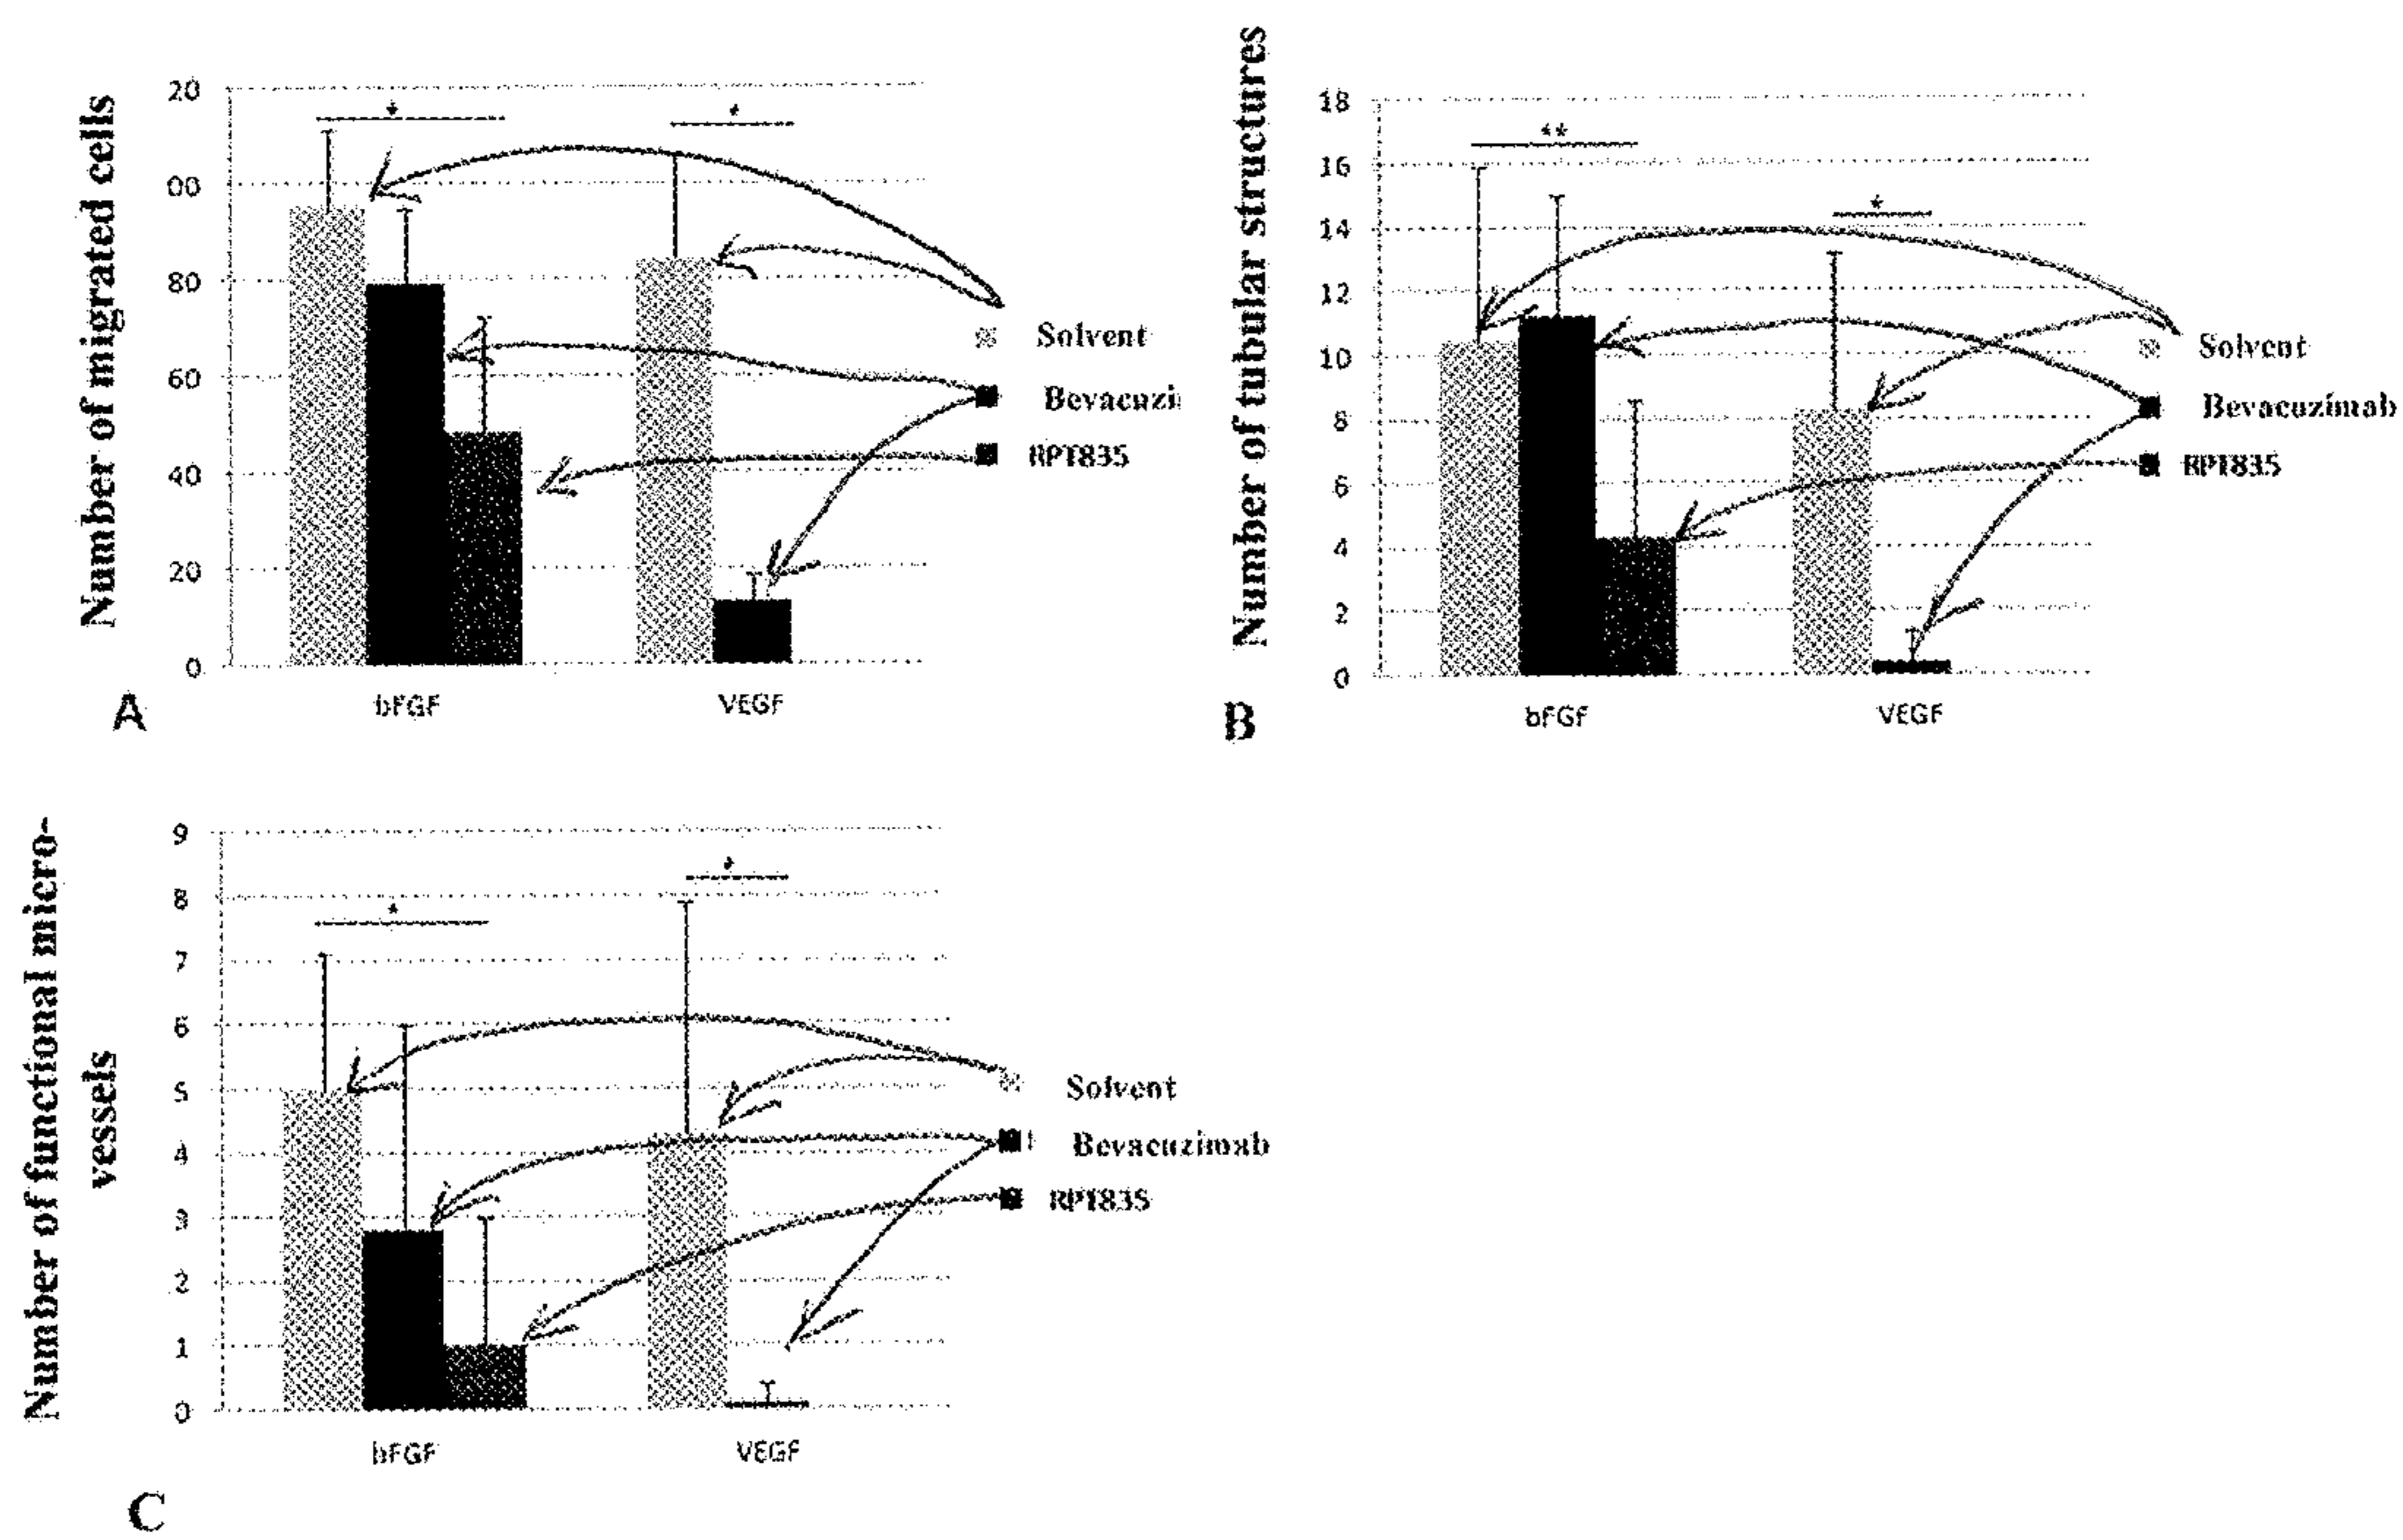 Number of migrated cells
20
00
80
60
40
20
0
*
*
bFGF
VEGF
Solvent
Bevacuzi
RPT835
A
Number of tubular structures
18
16
14
12
10
8
6
4
2
0
**
*
bFGF
VEGF
Solvent
Bevacuzimab
RPT835
B
Number of functional micro-
vessels
9
8
7
6
5
4
3
2
1
0
*
*
bFGF
VEGF
Solvent
Bevacuzimab
RPT835
C